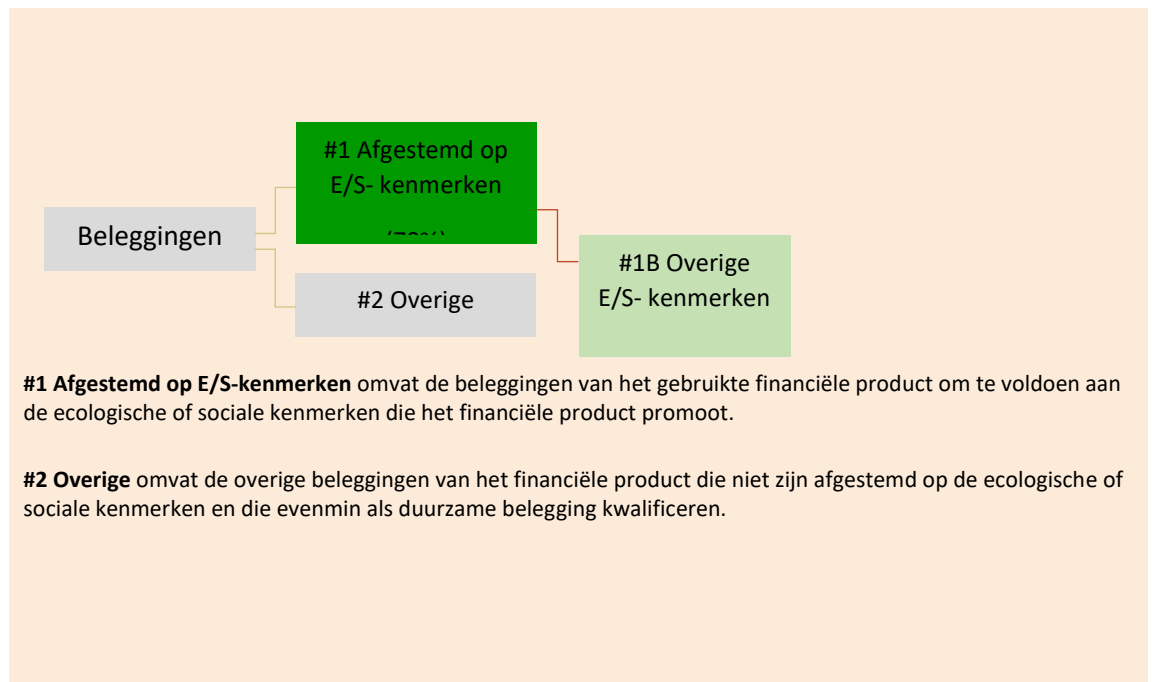 #1 Afgestemd op
E/S- kenmerken
Beleggingen
#2 Overige
#1B Overige
E/S- kenmerken
#1 Afgestemd op E/S-kenmerken omvat de beleggingen van het gebruikte financiële product om te voldoen aan
de ecologische of sociale kenmerken die het financiële product promoot.
#2 Overige omvat de overige beleggingen van het financiële product die niet zijn afgestemd op de ecologische of
sociale kenmerken en die evenmin als duurzame belegging kwalificeren.